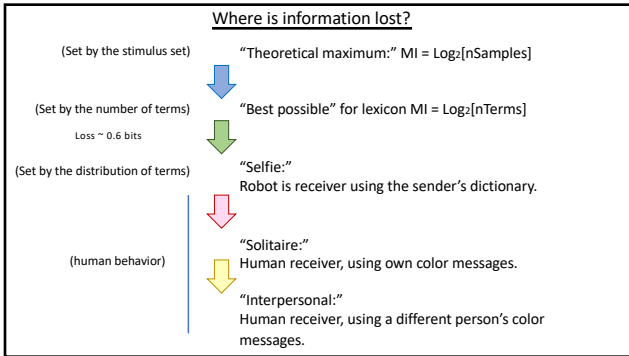 Where is information lost?
(Set by the stimulus set)
“Theoretical maximum:” MI = Log2[nSamples]
(Set by the number of terms)
“Best possible” for lexicon MI = Log2[nTerms]
Loss ~ 0.6 bits
(Set by the distribution of terms)
“Selfie:”
Robot is receiver using the sender’s dictionary.
(human behavior)
“Solitaire:”
Human receiver, using own color messages.
“Interpersonal:”
Human receiver, using a different person’s color
messages.